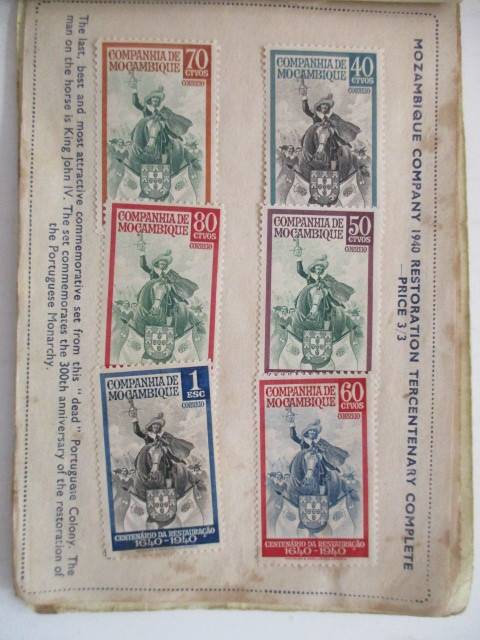 MOZAMBIQUE COMPANY 1940 RESTORATION TERCENTENARY COMPLETE
—PRICE 3/3
COMPANHIA DE
MOÇAMBIQUE
70
CTVOS
CORREIO
COMPANHIA DE
MOÇAMBIQUE
40
CTVOS
CORREIO
COMPANHIA DE
MOÇAMBIQUE
80
CTVOS
CORREIO
COMPANHIA DE
MOÇAMBIQUE
50
CTVOS
CORREIO
COMPANHIA DE
MOÇAMBIQUE
1
ESC
CORREIO
CENTENÁRIO DA RESTAURAÇÃO
1640-1940
COMPANHIA DE
MOÇAMBIQUE
60
CTVOS
CORREIO
CENTENÁRIO DA RESTAURAÇÃO
1640-1940
The last, best and most attractive commemorative set from this "dead" Portuguese Colony. The
man on the horse is King John IV. The set commemorates the 300th anniversary of the restoration of
the Portuguese Monarchy.